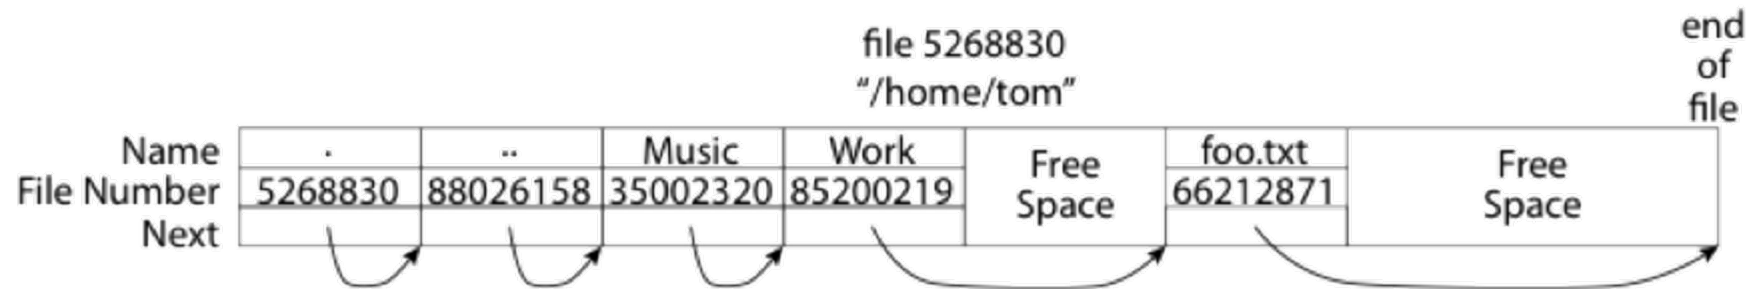 file 5268830
“/home/tom”
end
of
file
Name . .. Music Work Free Space foo.txt Free Space
File Number 5268830 88026158 35002320 85200219 66212871
Next